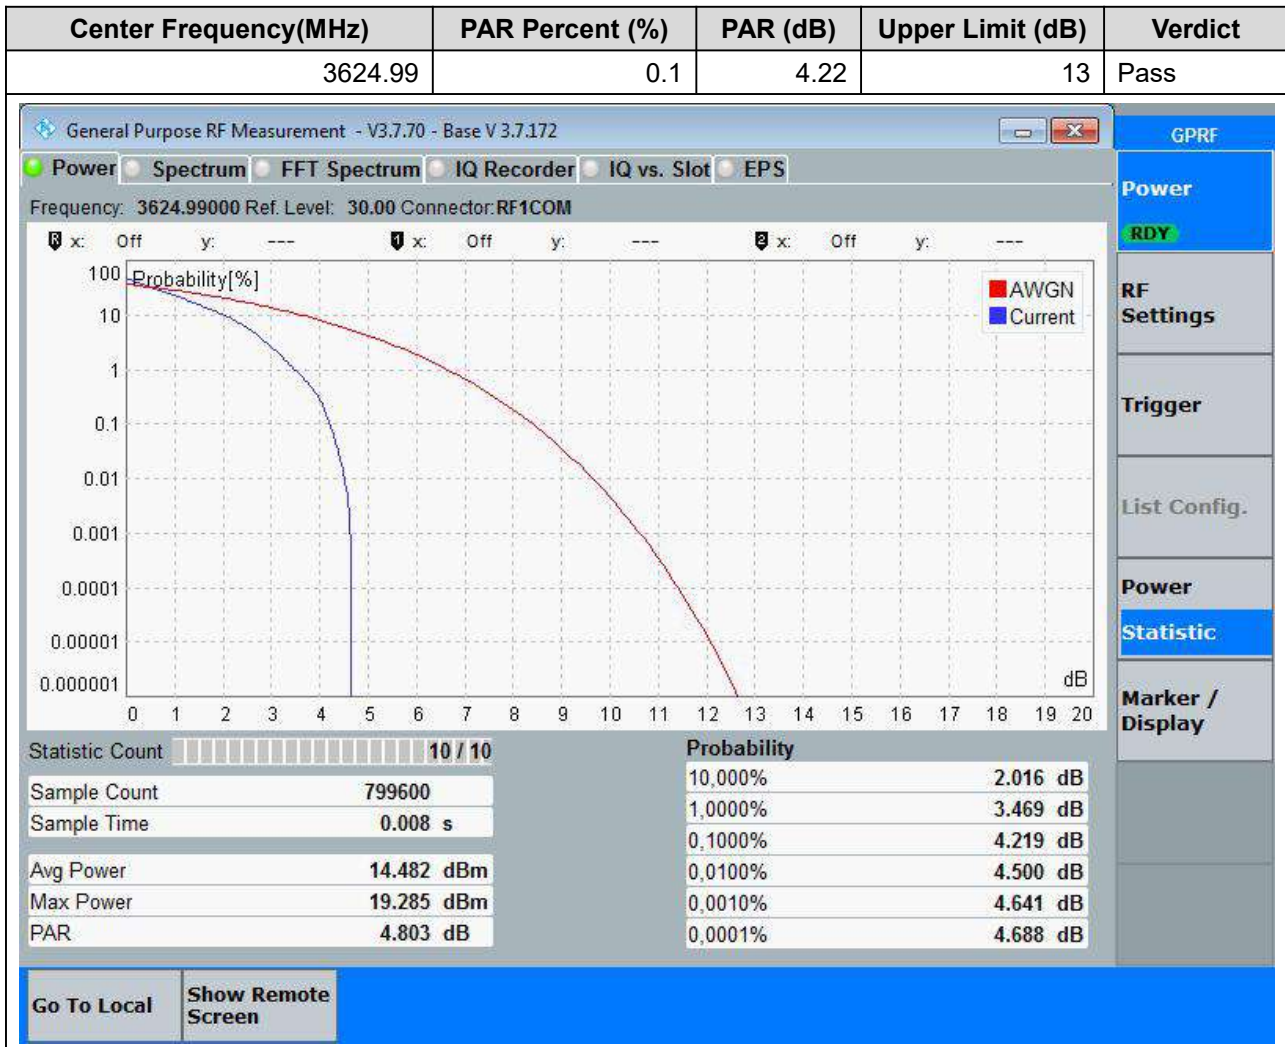 Center Frequency(MHz) PAR Percent (%) PAR (dB) Upper Limit (dB) Verdict
3624.99 0.1 4.22 13 Pass
General Purpose RF Measurement - V3.7.70 - Base V 3.7.172
GPRF
Power Spectrum FFT Spectrum IQ Recorder IQ vs. Slot EPS
Frequency: 3624.99000 Ref. Level: 30.00 Connector: RF1COM
R x: Off y: --- 1 x: Off y: --- 2 x: Off y: ---
Probability[%]
AWGN
Current
100
10
1
0.1
0.01
0.001
0.0001
0.00001
0.000001
dB
0 1 2 3 4 5 6 7 8 9 10 11 12 13 14 15 16 17 18 19 20
Statistic Count 10 / 10
Sample Count 799600
Sample Time 0.008 s
Avg Power 14.482 dBm
Max Power 19.285 dBm
PAR 4.803 dB
Probability
10,000% 2.016 dB
1,0000% 3.469 dB
0,1000% 4.219 dB
0,0100% 4.500 dB
0,0010% 4.641 dB
0,0001% 4.688 dB
Power
RDY
RF
Settings
Trigger
List Config.
Power
Statistic
Marker /
Display
Go To Local
Show Remote
Screen